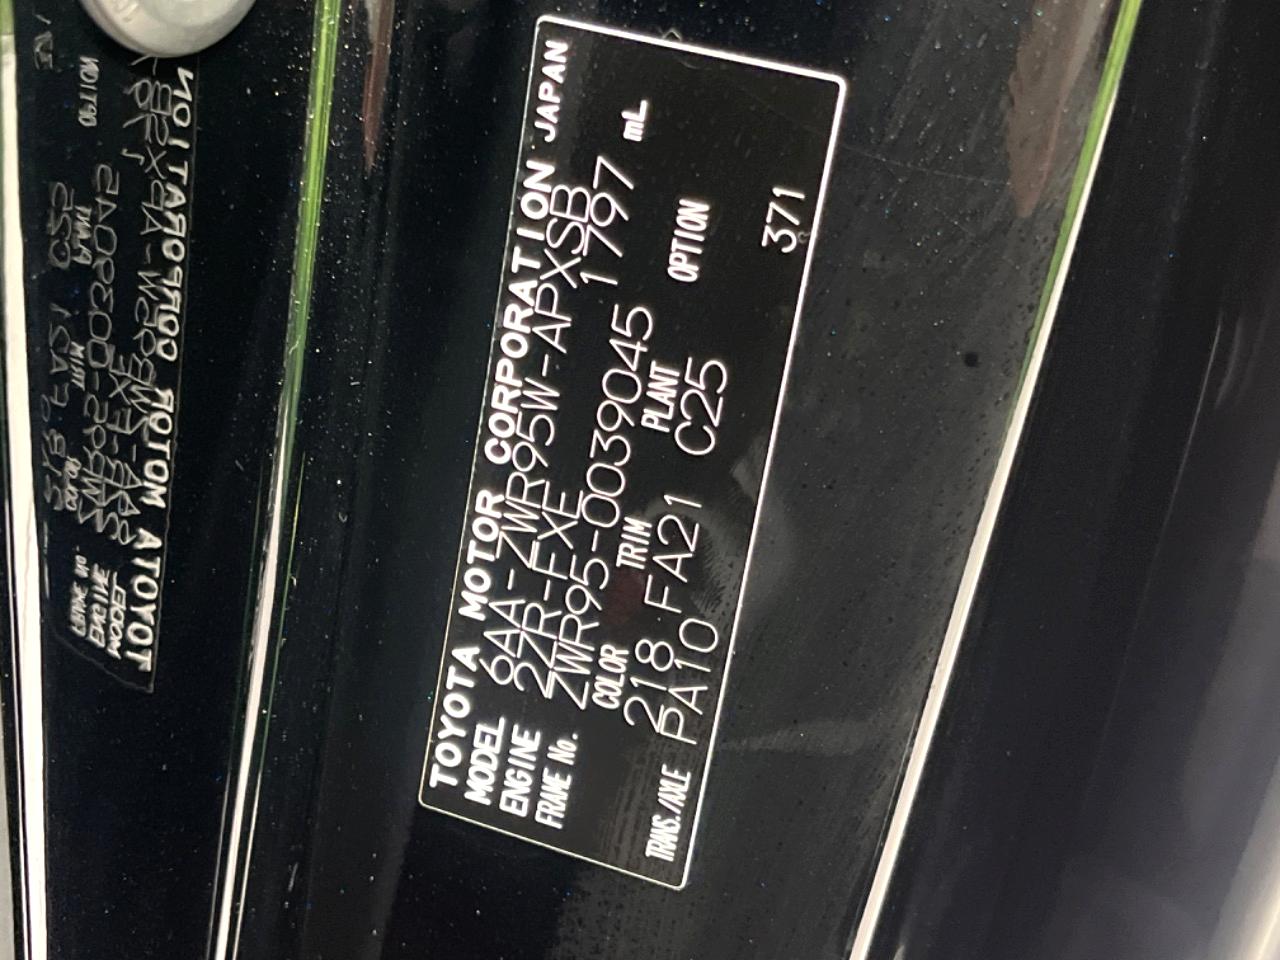 TOYOTA MOTOR CORPORATION JAPAN
MODEL 6AA-ZWR95W-APXSB
ENGINE 2ZR-FXE 1797 mL
FRAME No. ZWR95-0039045
COLOR TRIM PLANT OPTION
218 FA21 C25
TRANS./AXLE PA10 371